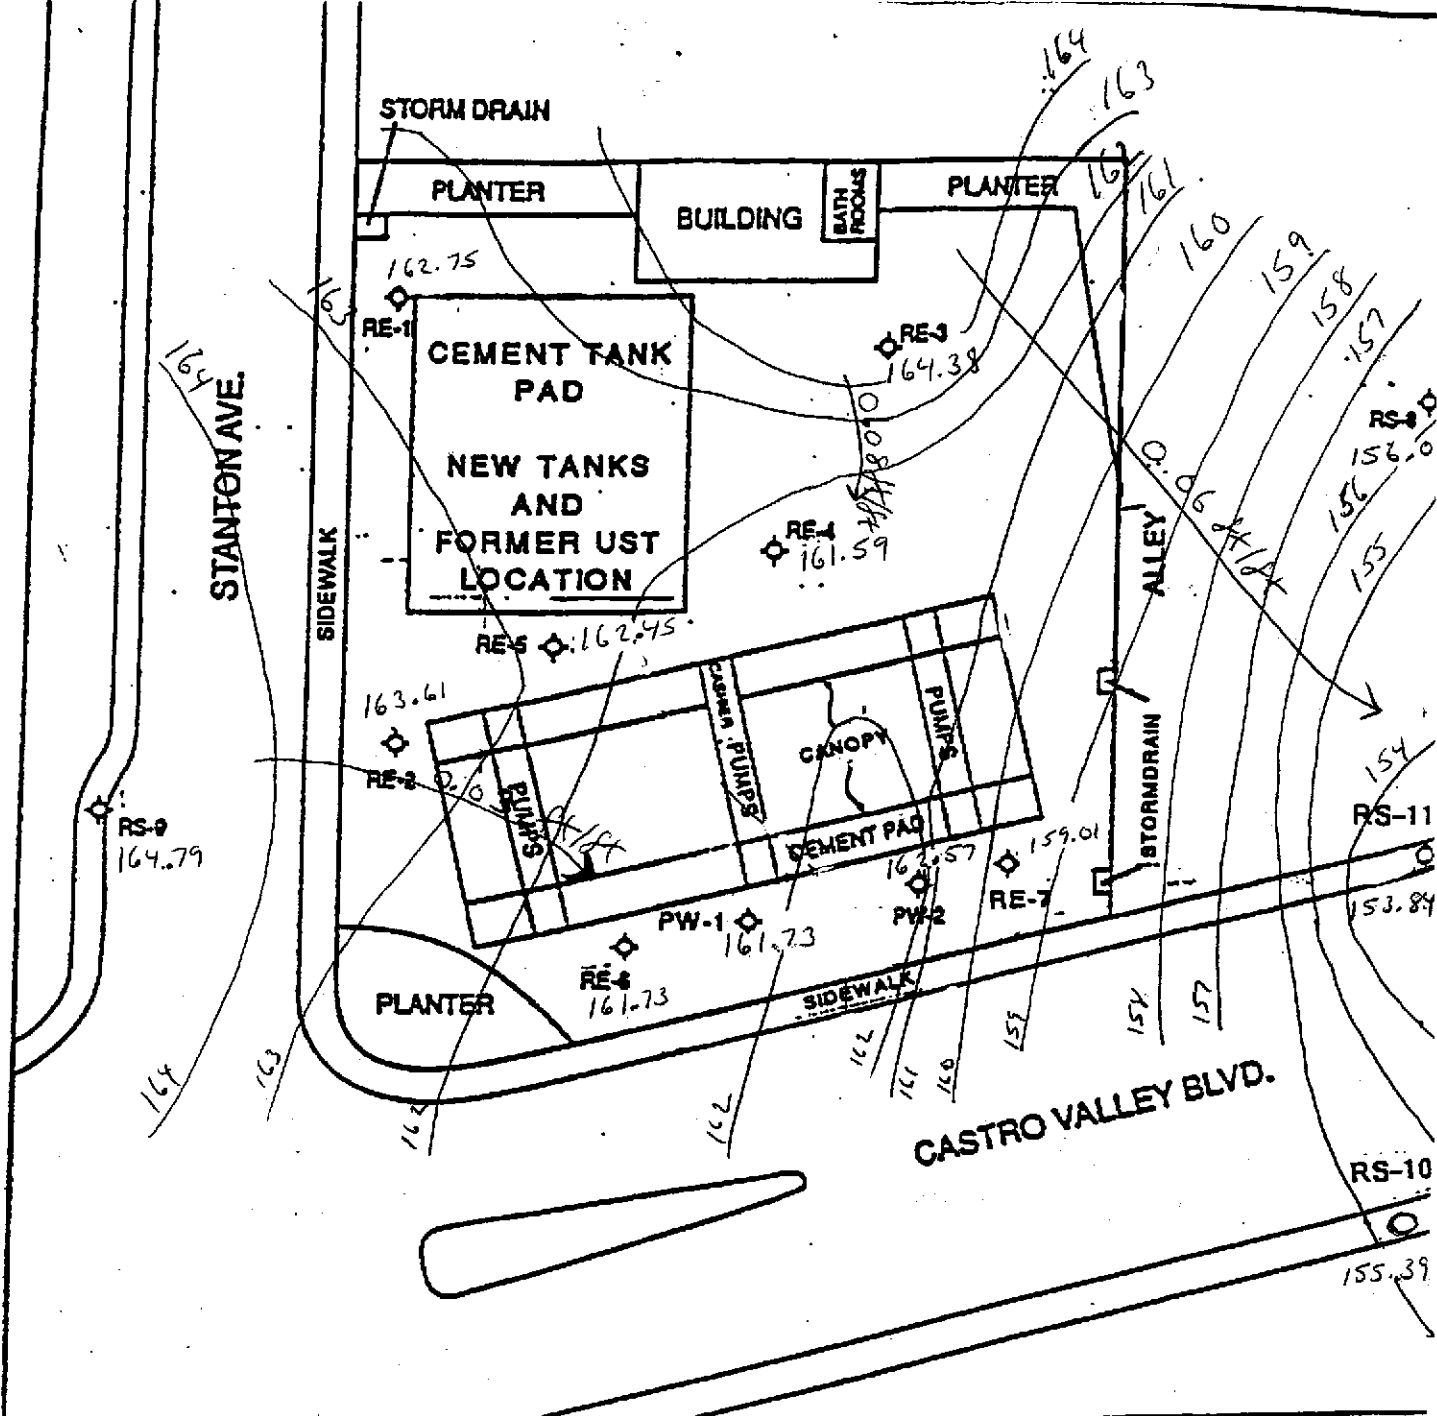 164
163
STORM DRAIN
162
161
PLANTER
BUILDING
BATH
ROOMS
PLANTER
160
159
162.75
163
158
157
RE-1
RE-3
164.38
164
CEMENT TANK
PAD
NEW TANKS
AND
FORMER UST
LOCATION
STANTON AVE.
SIDEWALK
RS-8
156.0
156
0.08 ft/ft
0.06 ft/ft
RE-4
161.59
ALLEY
155
RE-5
162.45
163.61
RE-2
PUMPS
CASHIER
PUMPS
CANOPY
PUMPS
CEMENT PAD
STORMDRAIN
154
RS-9
164.79
RS-11
153.84
159.01
RE-7
PW-2
PW-1
161.73
161.73
PLANTER
SIDEWALK
164
163
162
162
162
161
160
159
158
157
CASTRO VALLEY BLVD.
RS-10
155.39